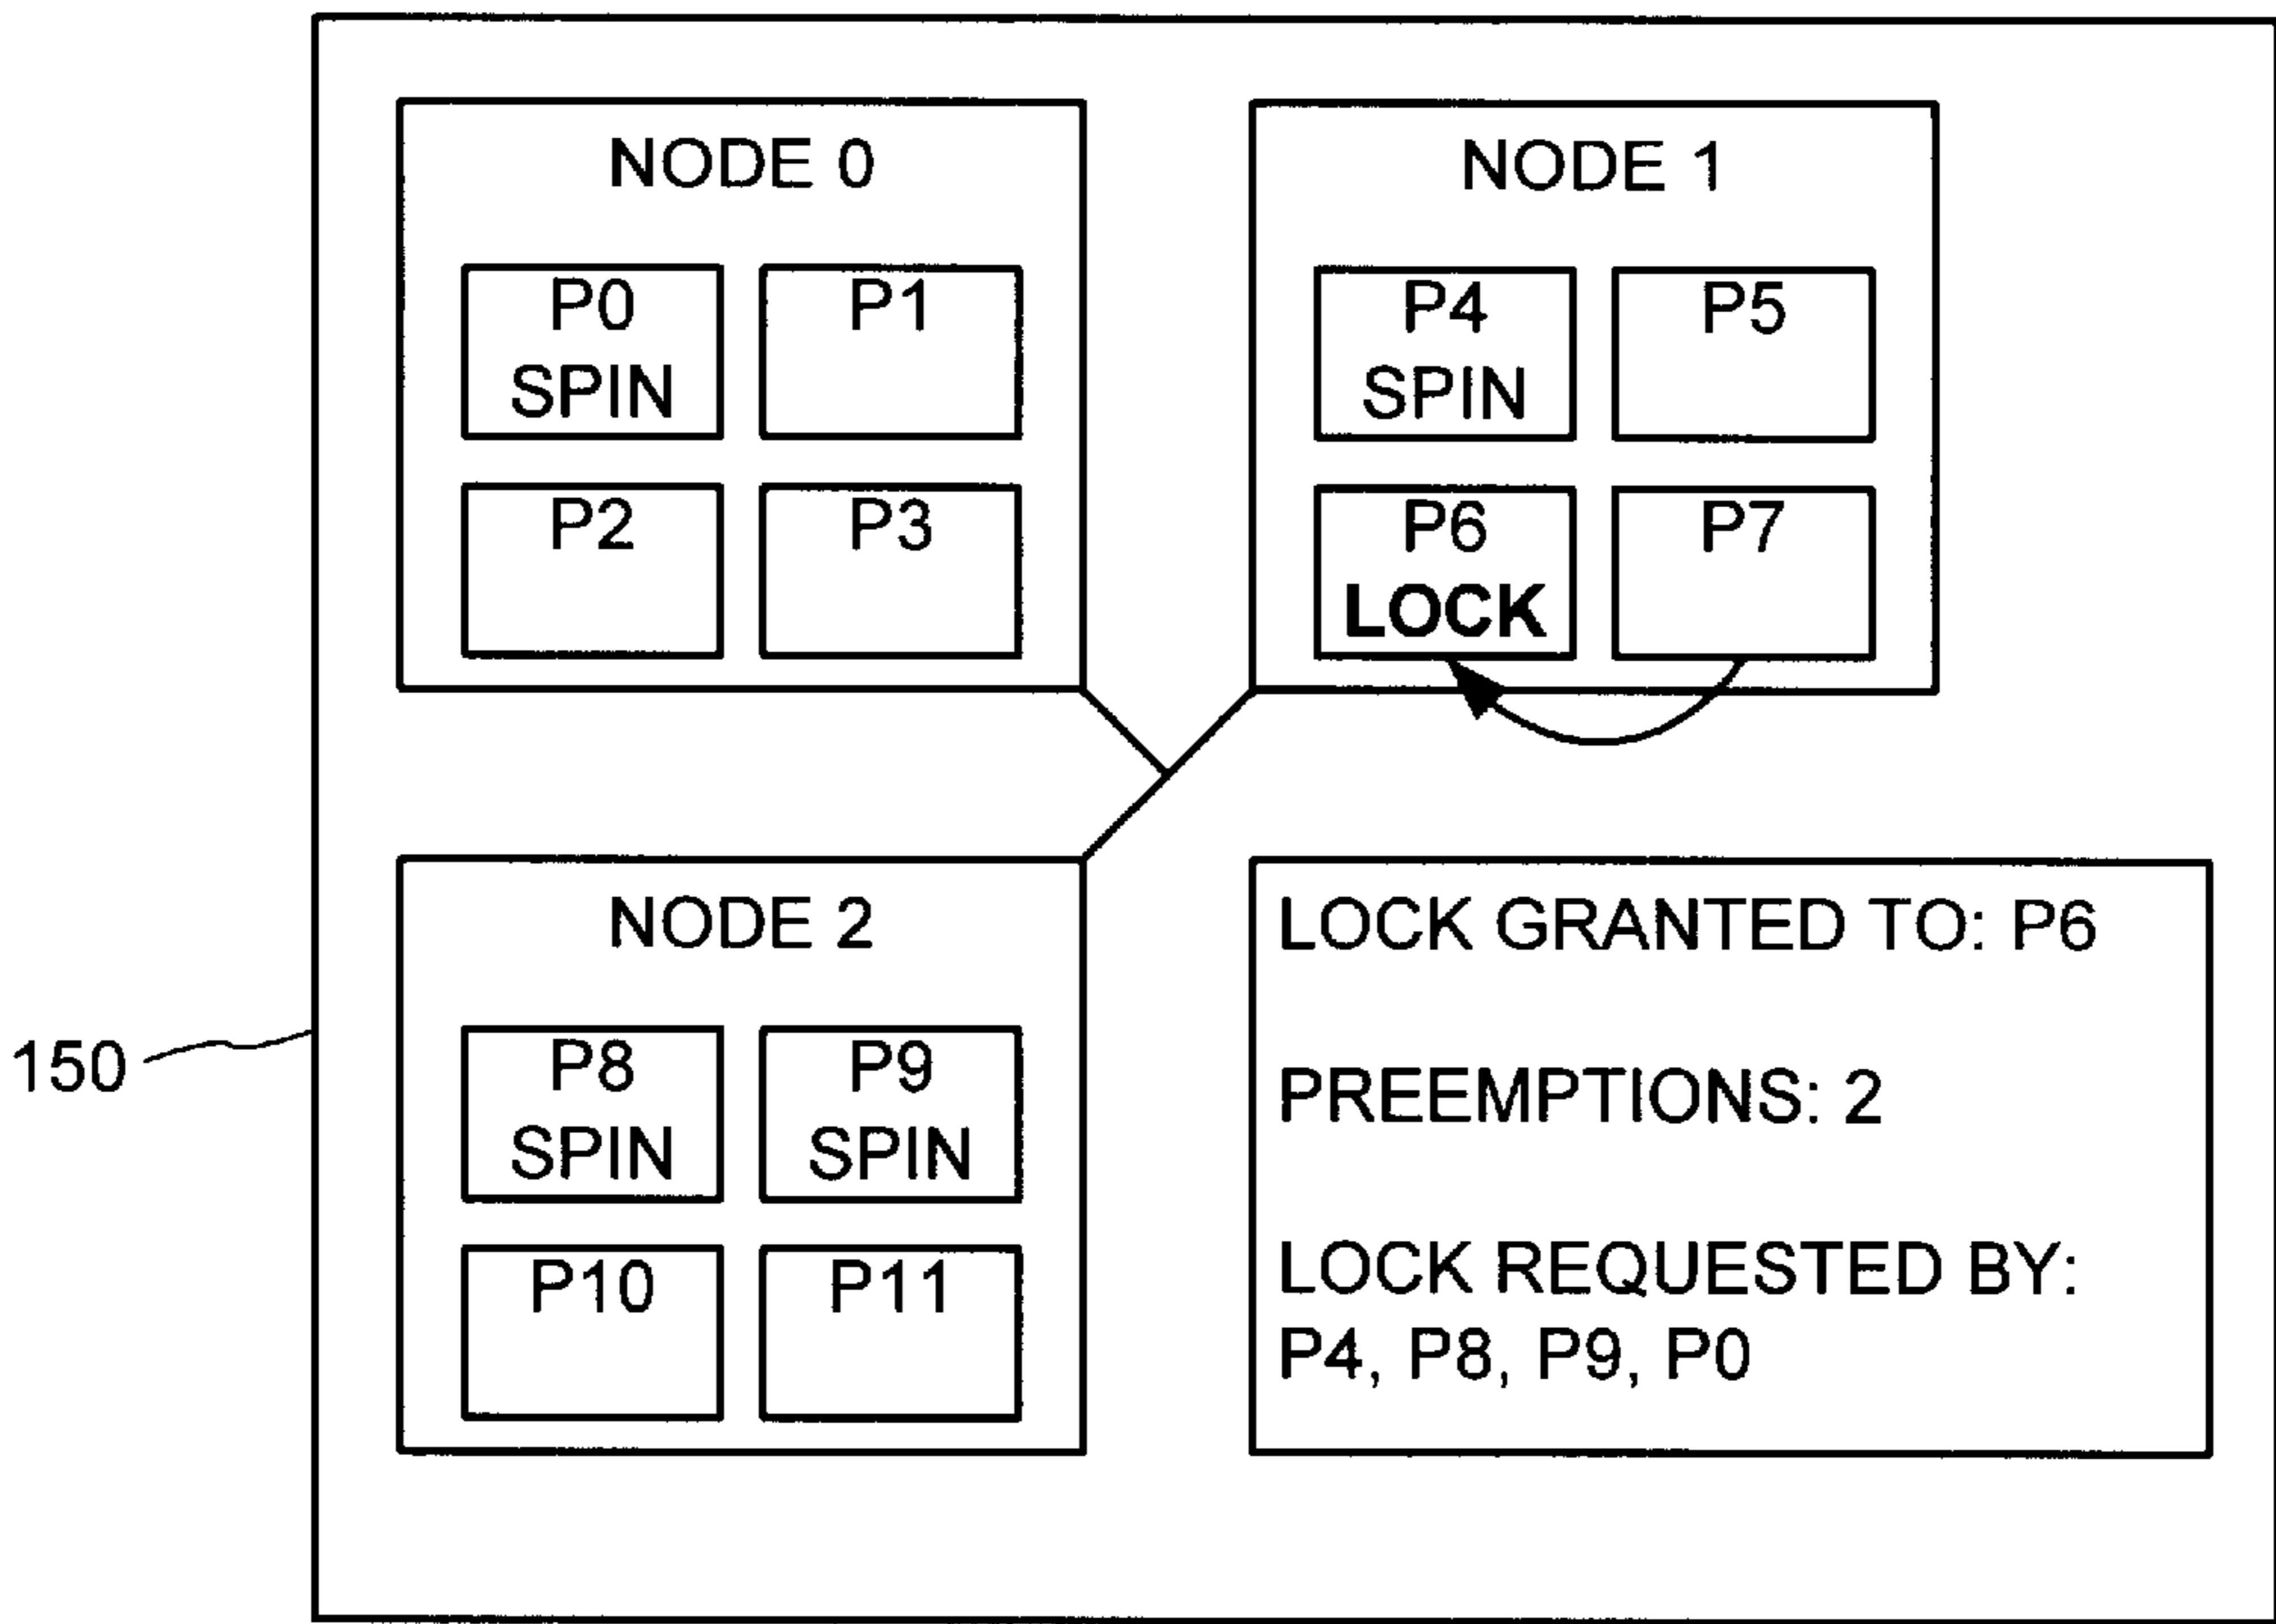 NODE 0
P0
SPIN
P1
P2
P3
NODE 1
P4
SPIN
P5
P6
LOCK
P7
NODE 2
P8
SPIN
P9
SPIN
P10
P11
LOCK GRANTED TO: P6
PREEMPTIONS: 2
LOCK REQUESTED BY:
P4, P8, P9, P0
150